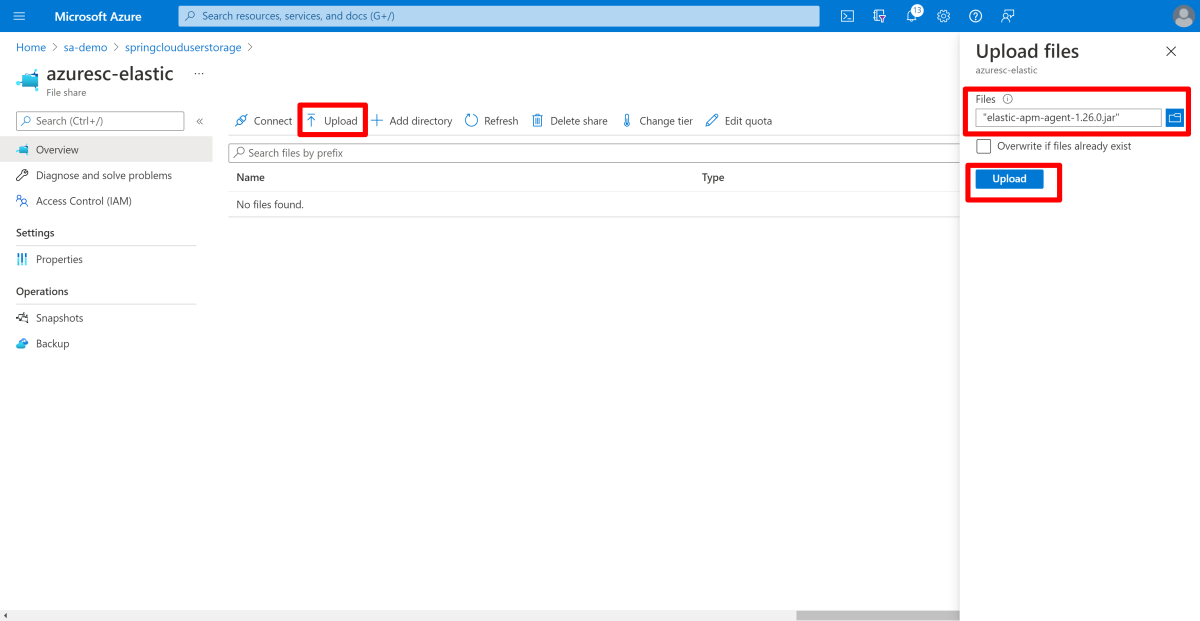 Microsoft Azure
Search resources, services, and docs (G+/)
13
Home > sa-demo > springclouduserstorage >
azuresc-elastic ...
File share
Search (Ctrl+/)
«
Overview
Diagnose and solve problems
Access Control (IAM)
Settings
Properties
Operations
Snapshots
Backup
Connect Upload Add directory Refresh Delete share Change tier Edit quota
Search files by prefix
Name Type
No files found.
Upload files
azuresc-elastic
Files
"elastic-apm-agent-1.26.0.jar"
Overwrite if files already exist
Upload